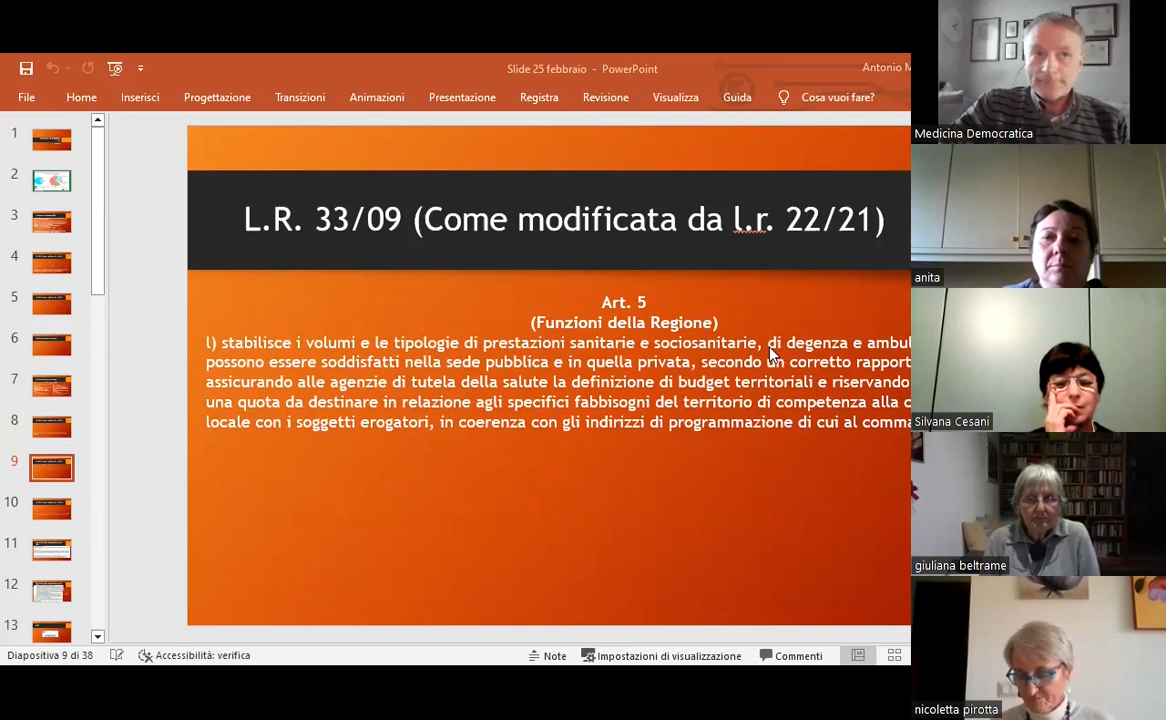 Slide 25 febbraio - PowerPoint
Antonio M
File
Home
Inserisci
Progettazione
Transizioni
Animazioni
Presentazione
Registra
Revisione
Visualizza
Guida
Cosa vuoi fare?
1
2
3
4
5
6
7
8
9
10
11
12
13
L.R. 33/09 (Come modificata da l.r. 22/21)
Art. 5
(Funzioni della Regione)
l) stabilisce i volumi e le tipologie di prestazioni sanitarie e sociosanitarie, di degenza e ambul
possono essere soddisfatti nella sede pubblica e in quella privata, secondo un corretto rapport
assicurando alle agenzie di tutela della salute la definizione di budget territoriali e riservando
una quota da destinare in relazione agli specifici fabbisogni del territorio di competenza alla c
locale con i soggetti erogatori, in coerenza con gli indirizzi di programmazione di cui al comma
Diapositiva 9 di 38
Accessibilità: verifica
Note
Impostazioni di visualizzazione
Commenti
Medicina Democratica
anita
Silvana Cesani
giuliana beltrame
nicoletta pirotta